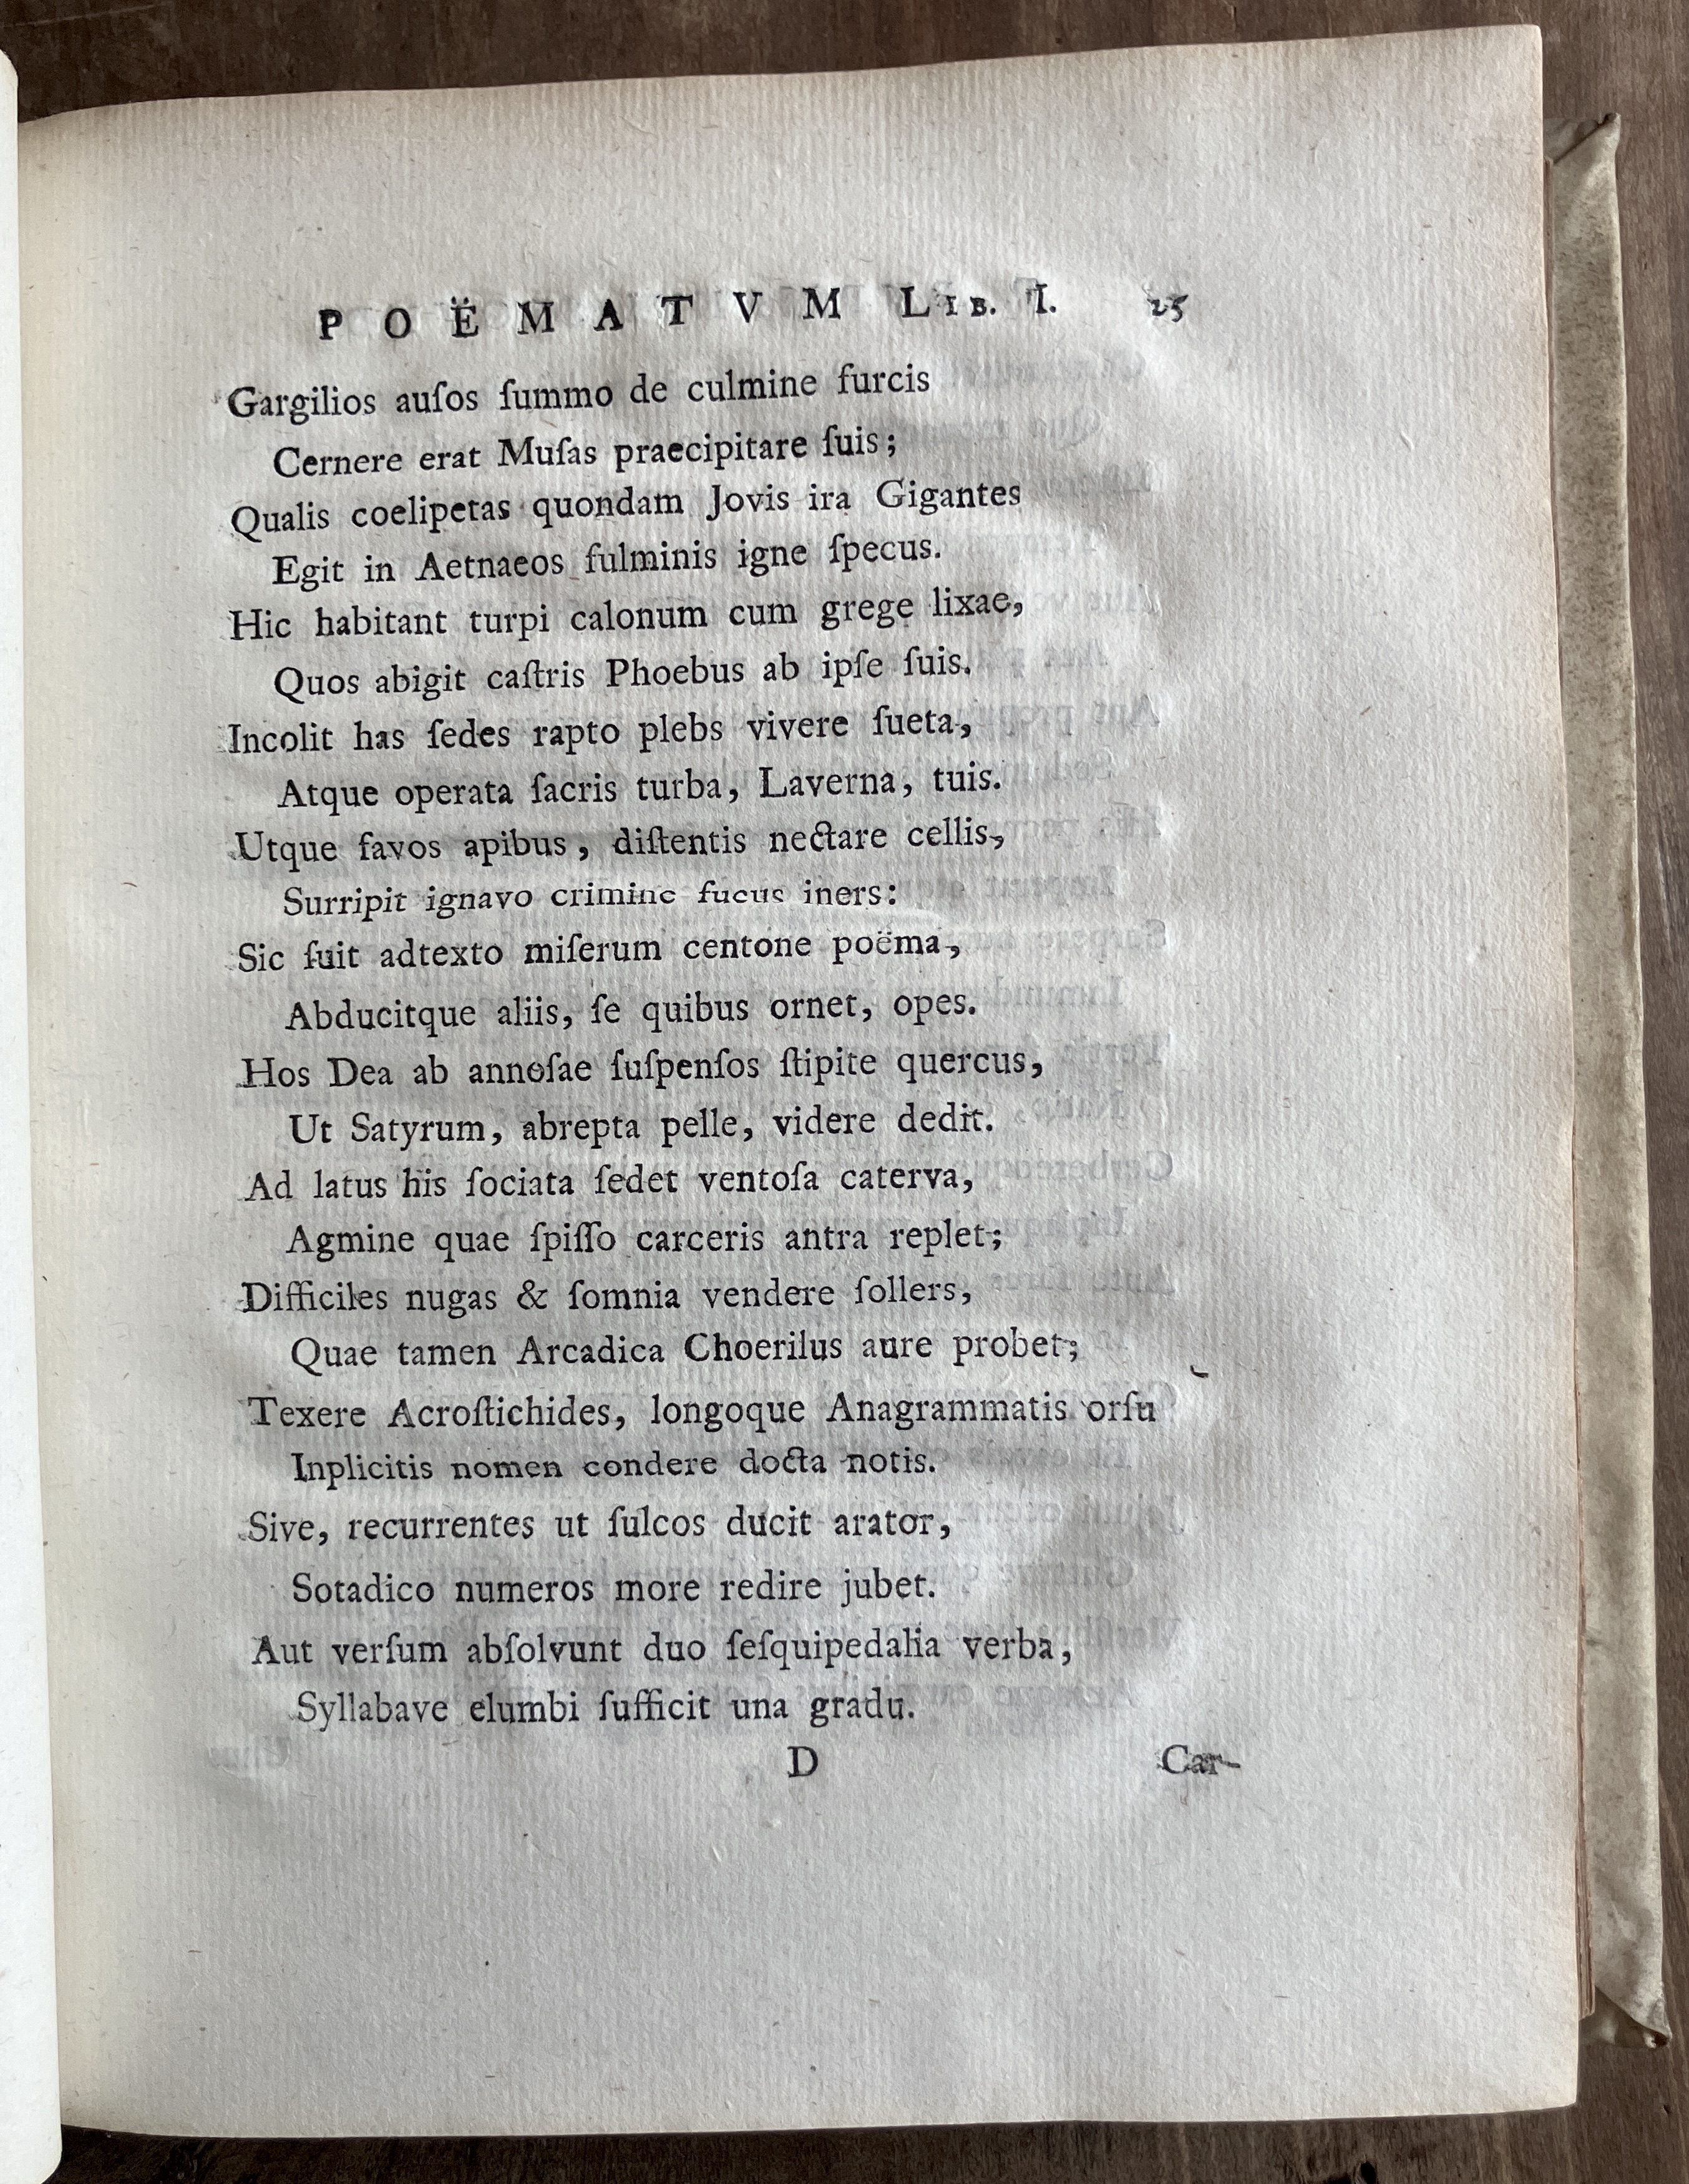 POËMATVM LIB. I. 25
Gargilios auſos ſummo de culmine furcis
Cernere erat Muſas praecipitare ſuis;
Qualis coelipetas quondam Jovis ira Gigantes
Egit in Aetnaeos fulminis igne ſpecus.
Hic habitant turpi calonum cum grege lixae,
Quos abigit caſtris Phoebus ab ipſe ſuis.
Incolit has ſedes rapto plebs vivere ſueta,
Atque operata ſacris turba, Laverna, tuis.
Utque favos apibus, diſtentis nectare cellis,
Surripit ignavo crimine fucus iners:
Sic ſuit adtexto miſerum centone poëma,
Abducitque aliis, ſe quibus ornet, opes.
Hos Dea ab annoſae ſuſpenſos ſtipite quercus,
Ut Satyrum, abrepta pelle, videre dedit.
Ad latus his ſociata ſedet ventoſa caterva,
Agmine quae ſpiſſo carceris antra replet;
Difficiles nugas & ſomnia vendere ſollers,
Quae tamen Arcadica Choerilus aure probet;
Texere Acroſtichides, longoque Anagrammatis orſu
Inplicitis nomen condere docta notis.
Sive, recurrentes ut ſulcos ducit arator,
Sotadico numeros more redire jubet.
Aut verſum abſolvunt duo ſeſquipedalia verba,
Syllabave elumbi ſufficit una gradu.
D Car-